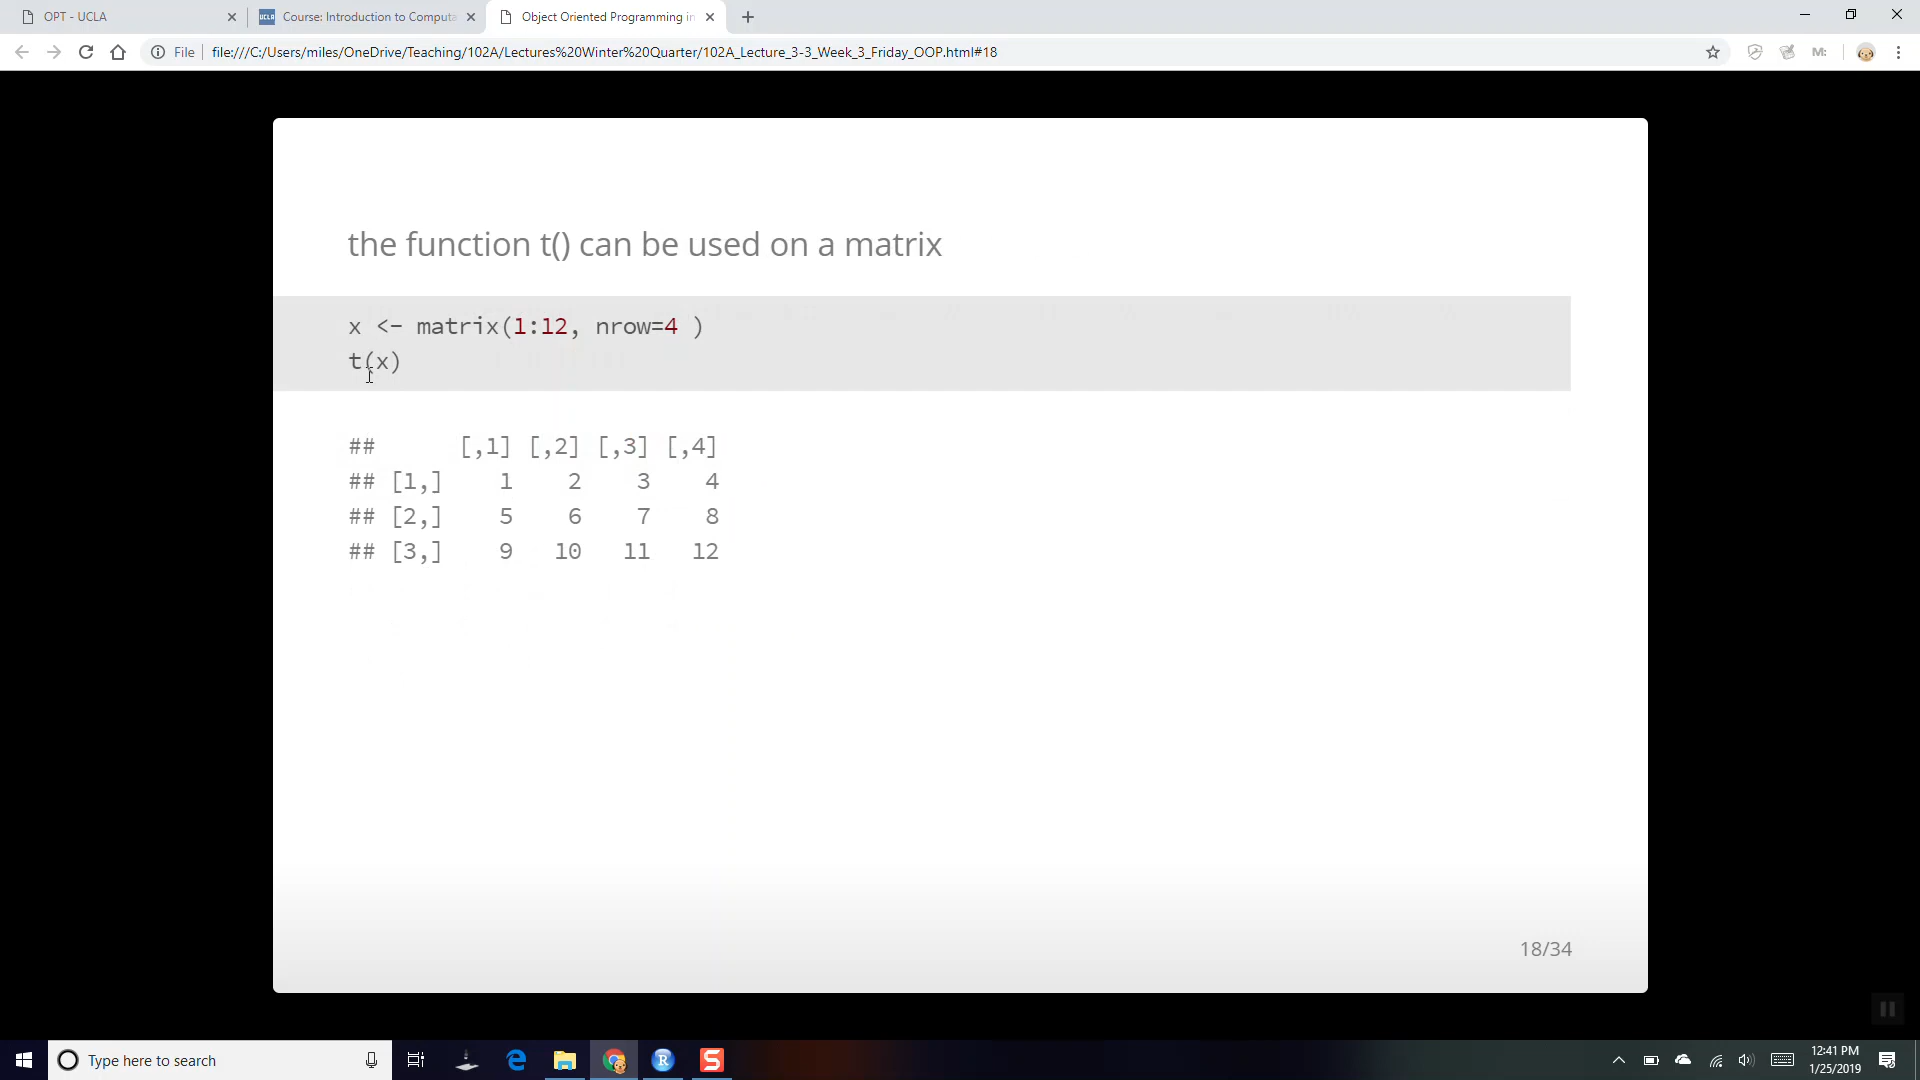 OPT - UCLA
UCLA Course: Introduction to Computa
Object Oriented Programming in
File file:///C:/Users/miles/OneDrive/Teaching/102A/Lectures%20Winter%20Quarter/102A_Lecture_3-3_Week_3_Friday_OOP.html#18
M:
the function t() can be used on a matrix
x <- matrix(1:12, nrow=4 )
t(x)
## [,1] [,2] [,3] [,4]
## [1,] 1 2 3 4
## [2,] 5 6 7 8
## [3,] 9 10 11 12
18/34
Type here to search
R
S
12:41 PM
1/25/2019